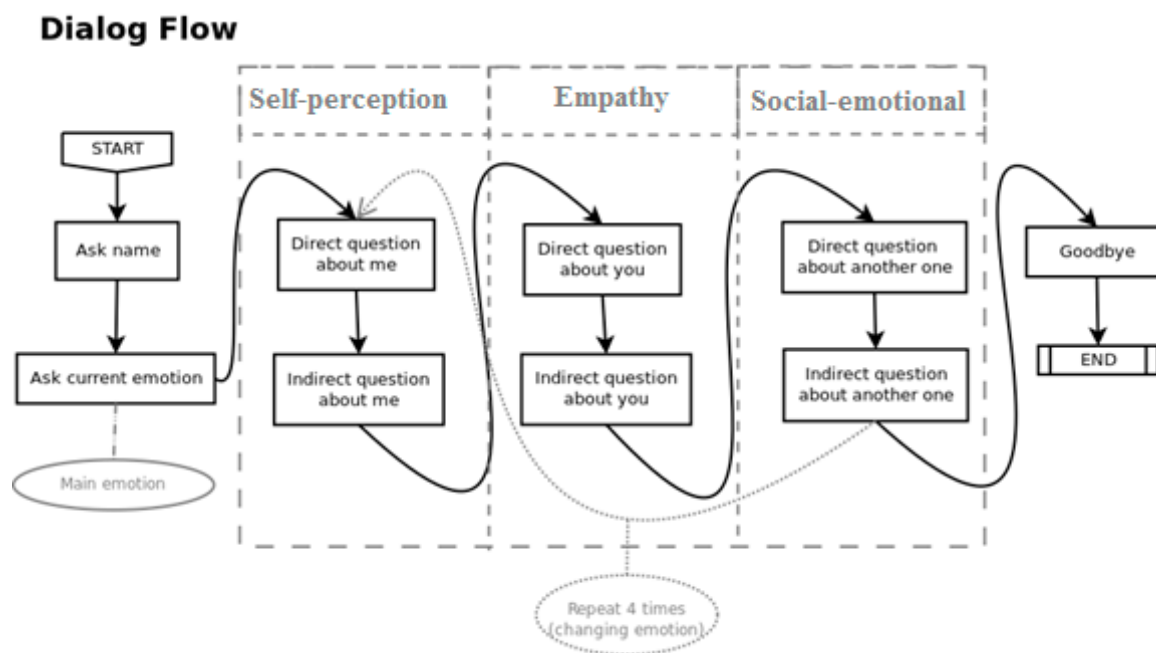 Dialog Flow
Self-perception
Empathy
Social-emotional
START
Ask name
Ask current emotion
Main emotion
Direct question
about me
Indirect question
about me
Direct question
about you
Indirect question
about you
Direct question
about another one
Indirect question
about another one
Goodbye
END
Repeat 4 times
(changing emotion)